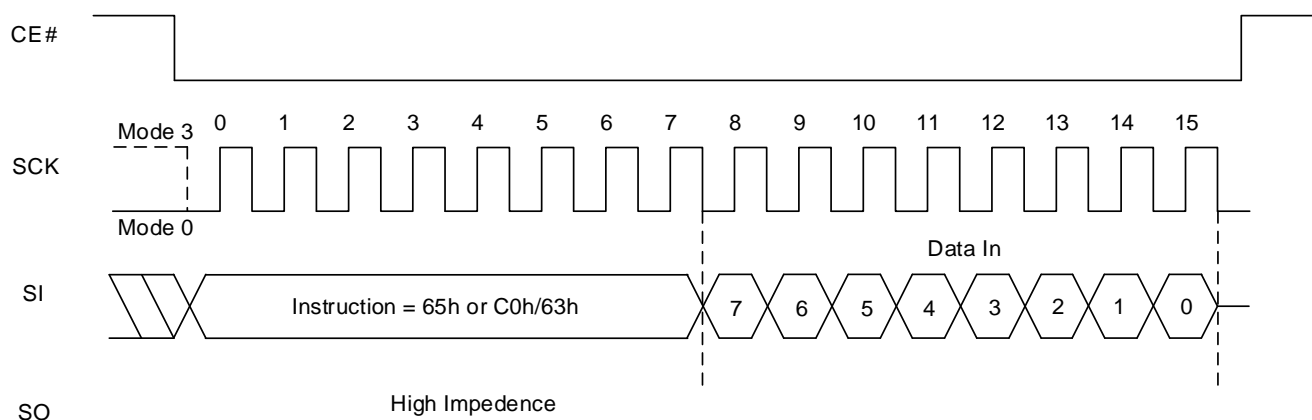 CE#
Mode 3
0 1 2 3 4 5 6 7 8 9 10 11 12 13 14 15
SCK
Mode 0
Data In
SI
Instruction = 65h or C0h/63h
7 6 5 4 3 2 1 0
High Impedence
SO